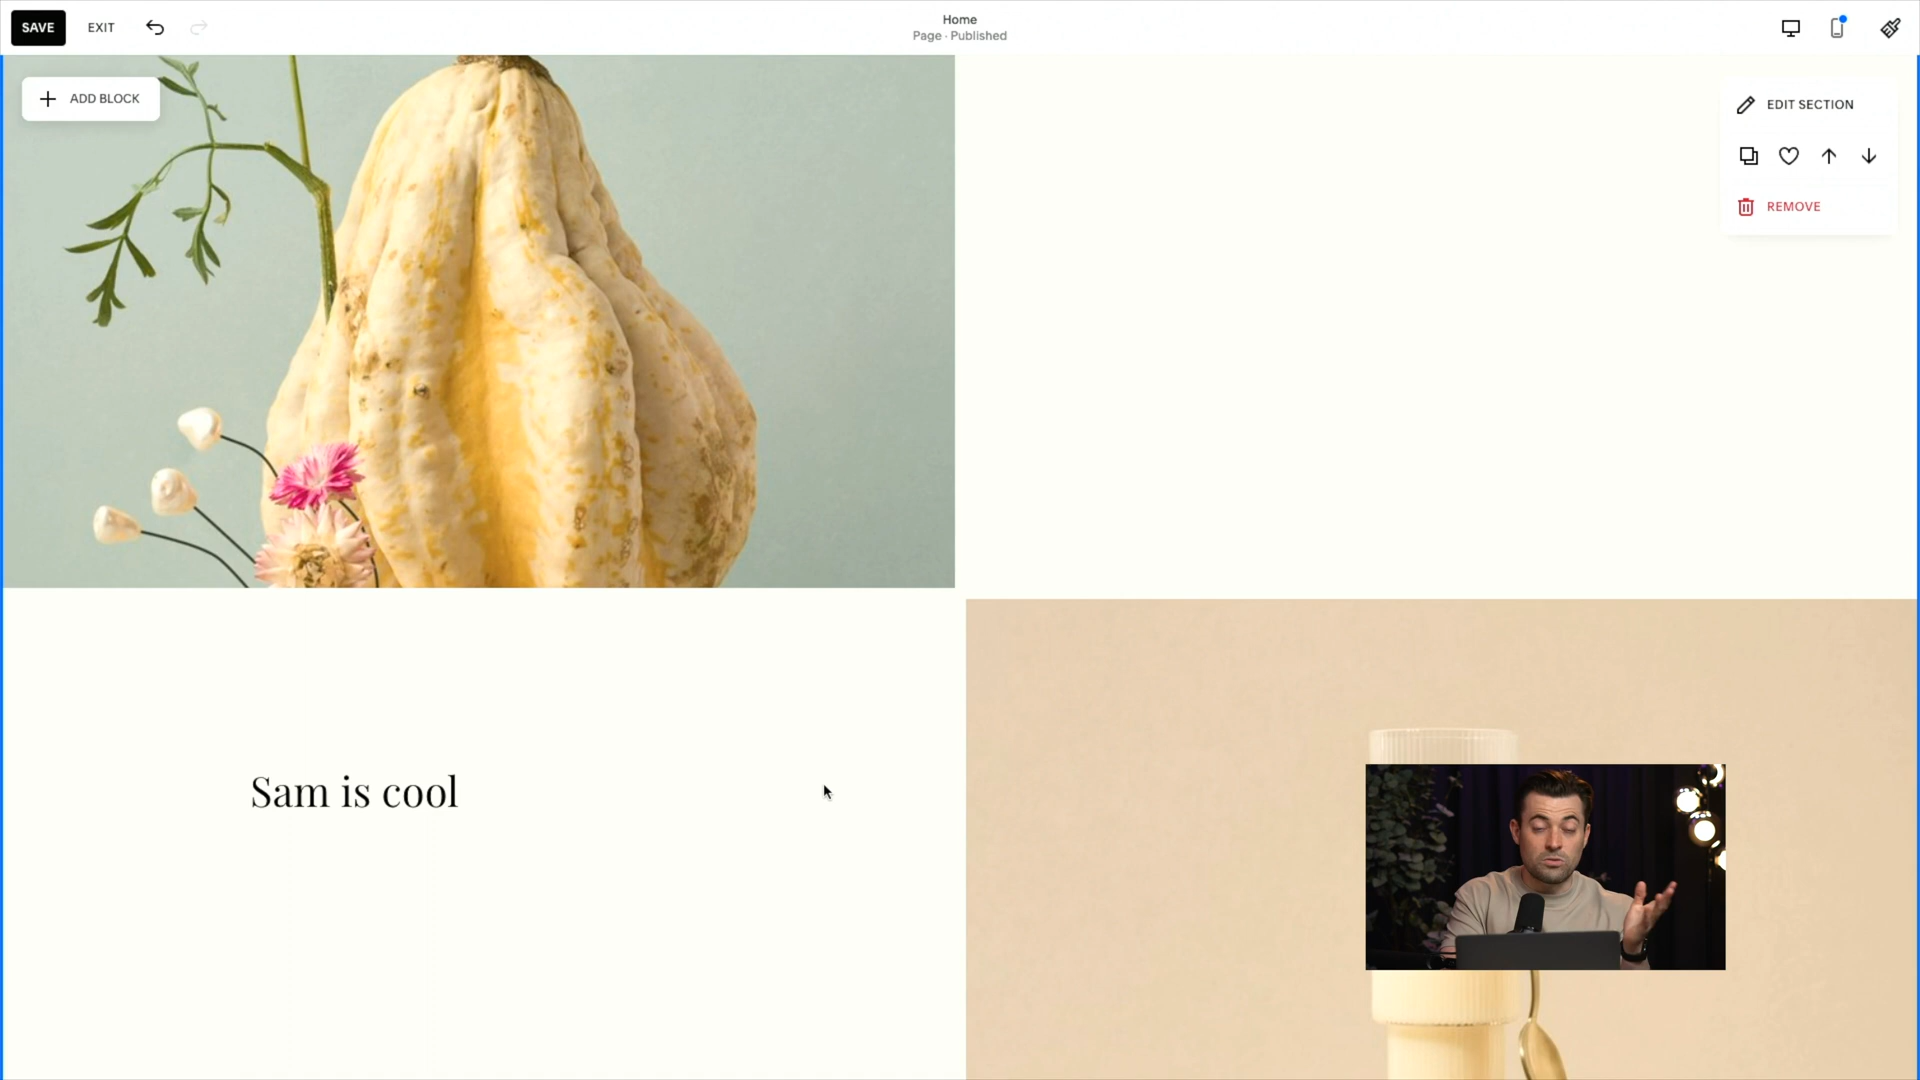 SAVE
EXIT
Home
Page · Published
ADD BLOCK
EDIT SECTION
REMOVE
Sam is cool